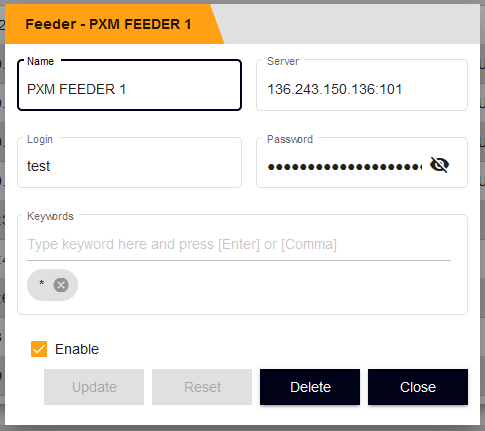 Feeder - PXM FEEDER 1
Name
PXM FEEDER 1
Server
136.243.150.136:101
Login
test
Password
Keywords
Type keyword here and press [Enter] or [Comma]
*
Enable
Update
Reset
Delete
Close